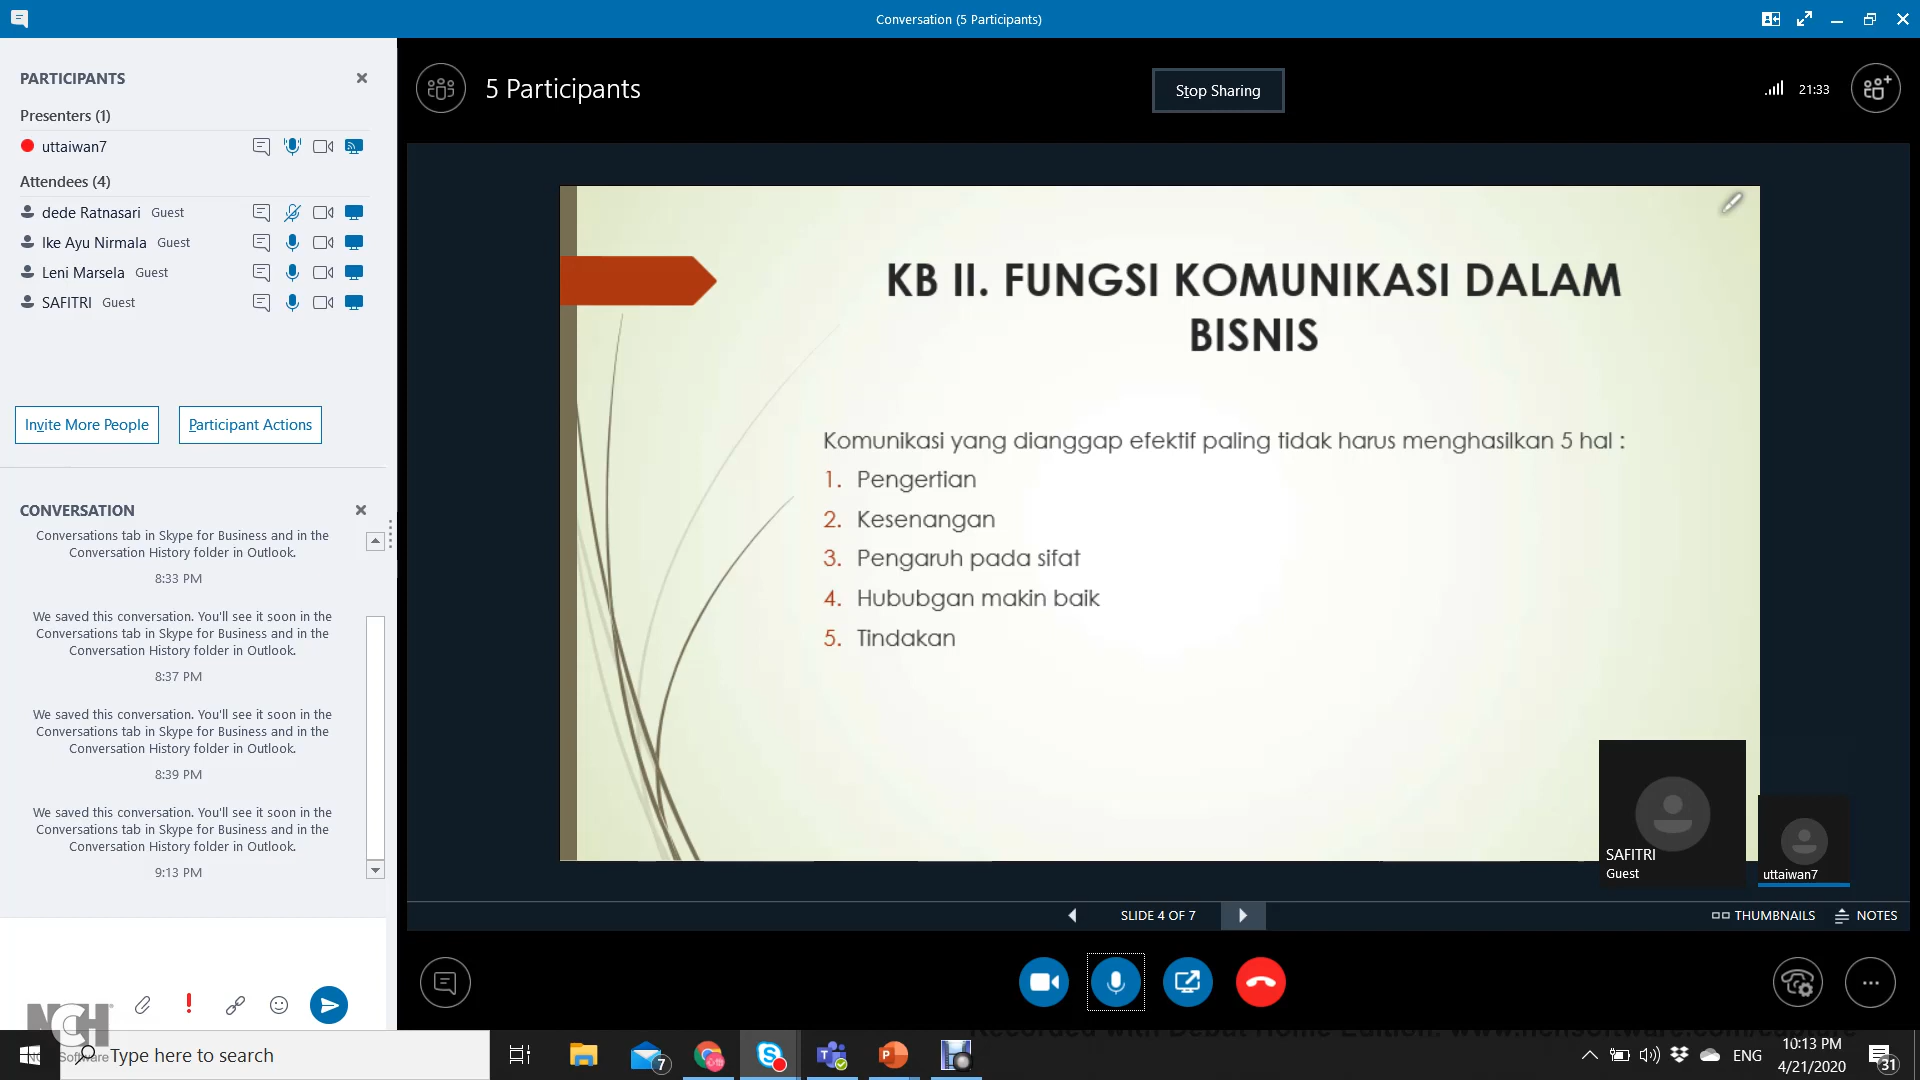 Conversation (5 Participants)
PARTICIPANTS
Presenters (1)
uttaiwan7
Attendees (4)
dede Ratnasari Guest
Ike Ayu Nirmala Guest
Leni Marsela Guest
SAFITRI Guest
Invite More People
Participant Actions
CONVERSATION
Conversations tab in Skype for Business and in the
Conversation History folder in Outlook.
8:33 PM
We saved this conversation. You'll see it soon in the
Conversations tab in Skype for Business and in the
Conversation History folder in Outlook.
8:37 PM
We saved this conversation. You'll see it soon in the
Conversations tab in Skype for Business and in the
Conversation History folder in Outlook.
8:39 PM
We saved this conversation. You'll see it soon in the
Conversations tab in Skype for Business and in the
Conversation History folder in Outlook.
9:13 PM
5 Participants
Stop Sharing
21:33
KB II. FUNGSI KOMUNIKASI DALAM
BISNIS
Komunikasi yang dianggap efektif paling tidak harus menghasilkan 5 hal :
1. Pengertian
2. Kesenangan
3. Pengaruh pada sifat
4. Hububgan makin baik
5. Tindakan
SAFITRI
Guest
uttaiwan7
SLIDE 4 OF 7
THUMBNAILS
NOTES
NCH
Software
Type here to search
7
ENG
10:13 PM
4/21/2020
31